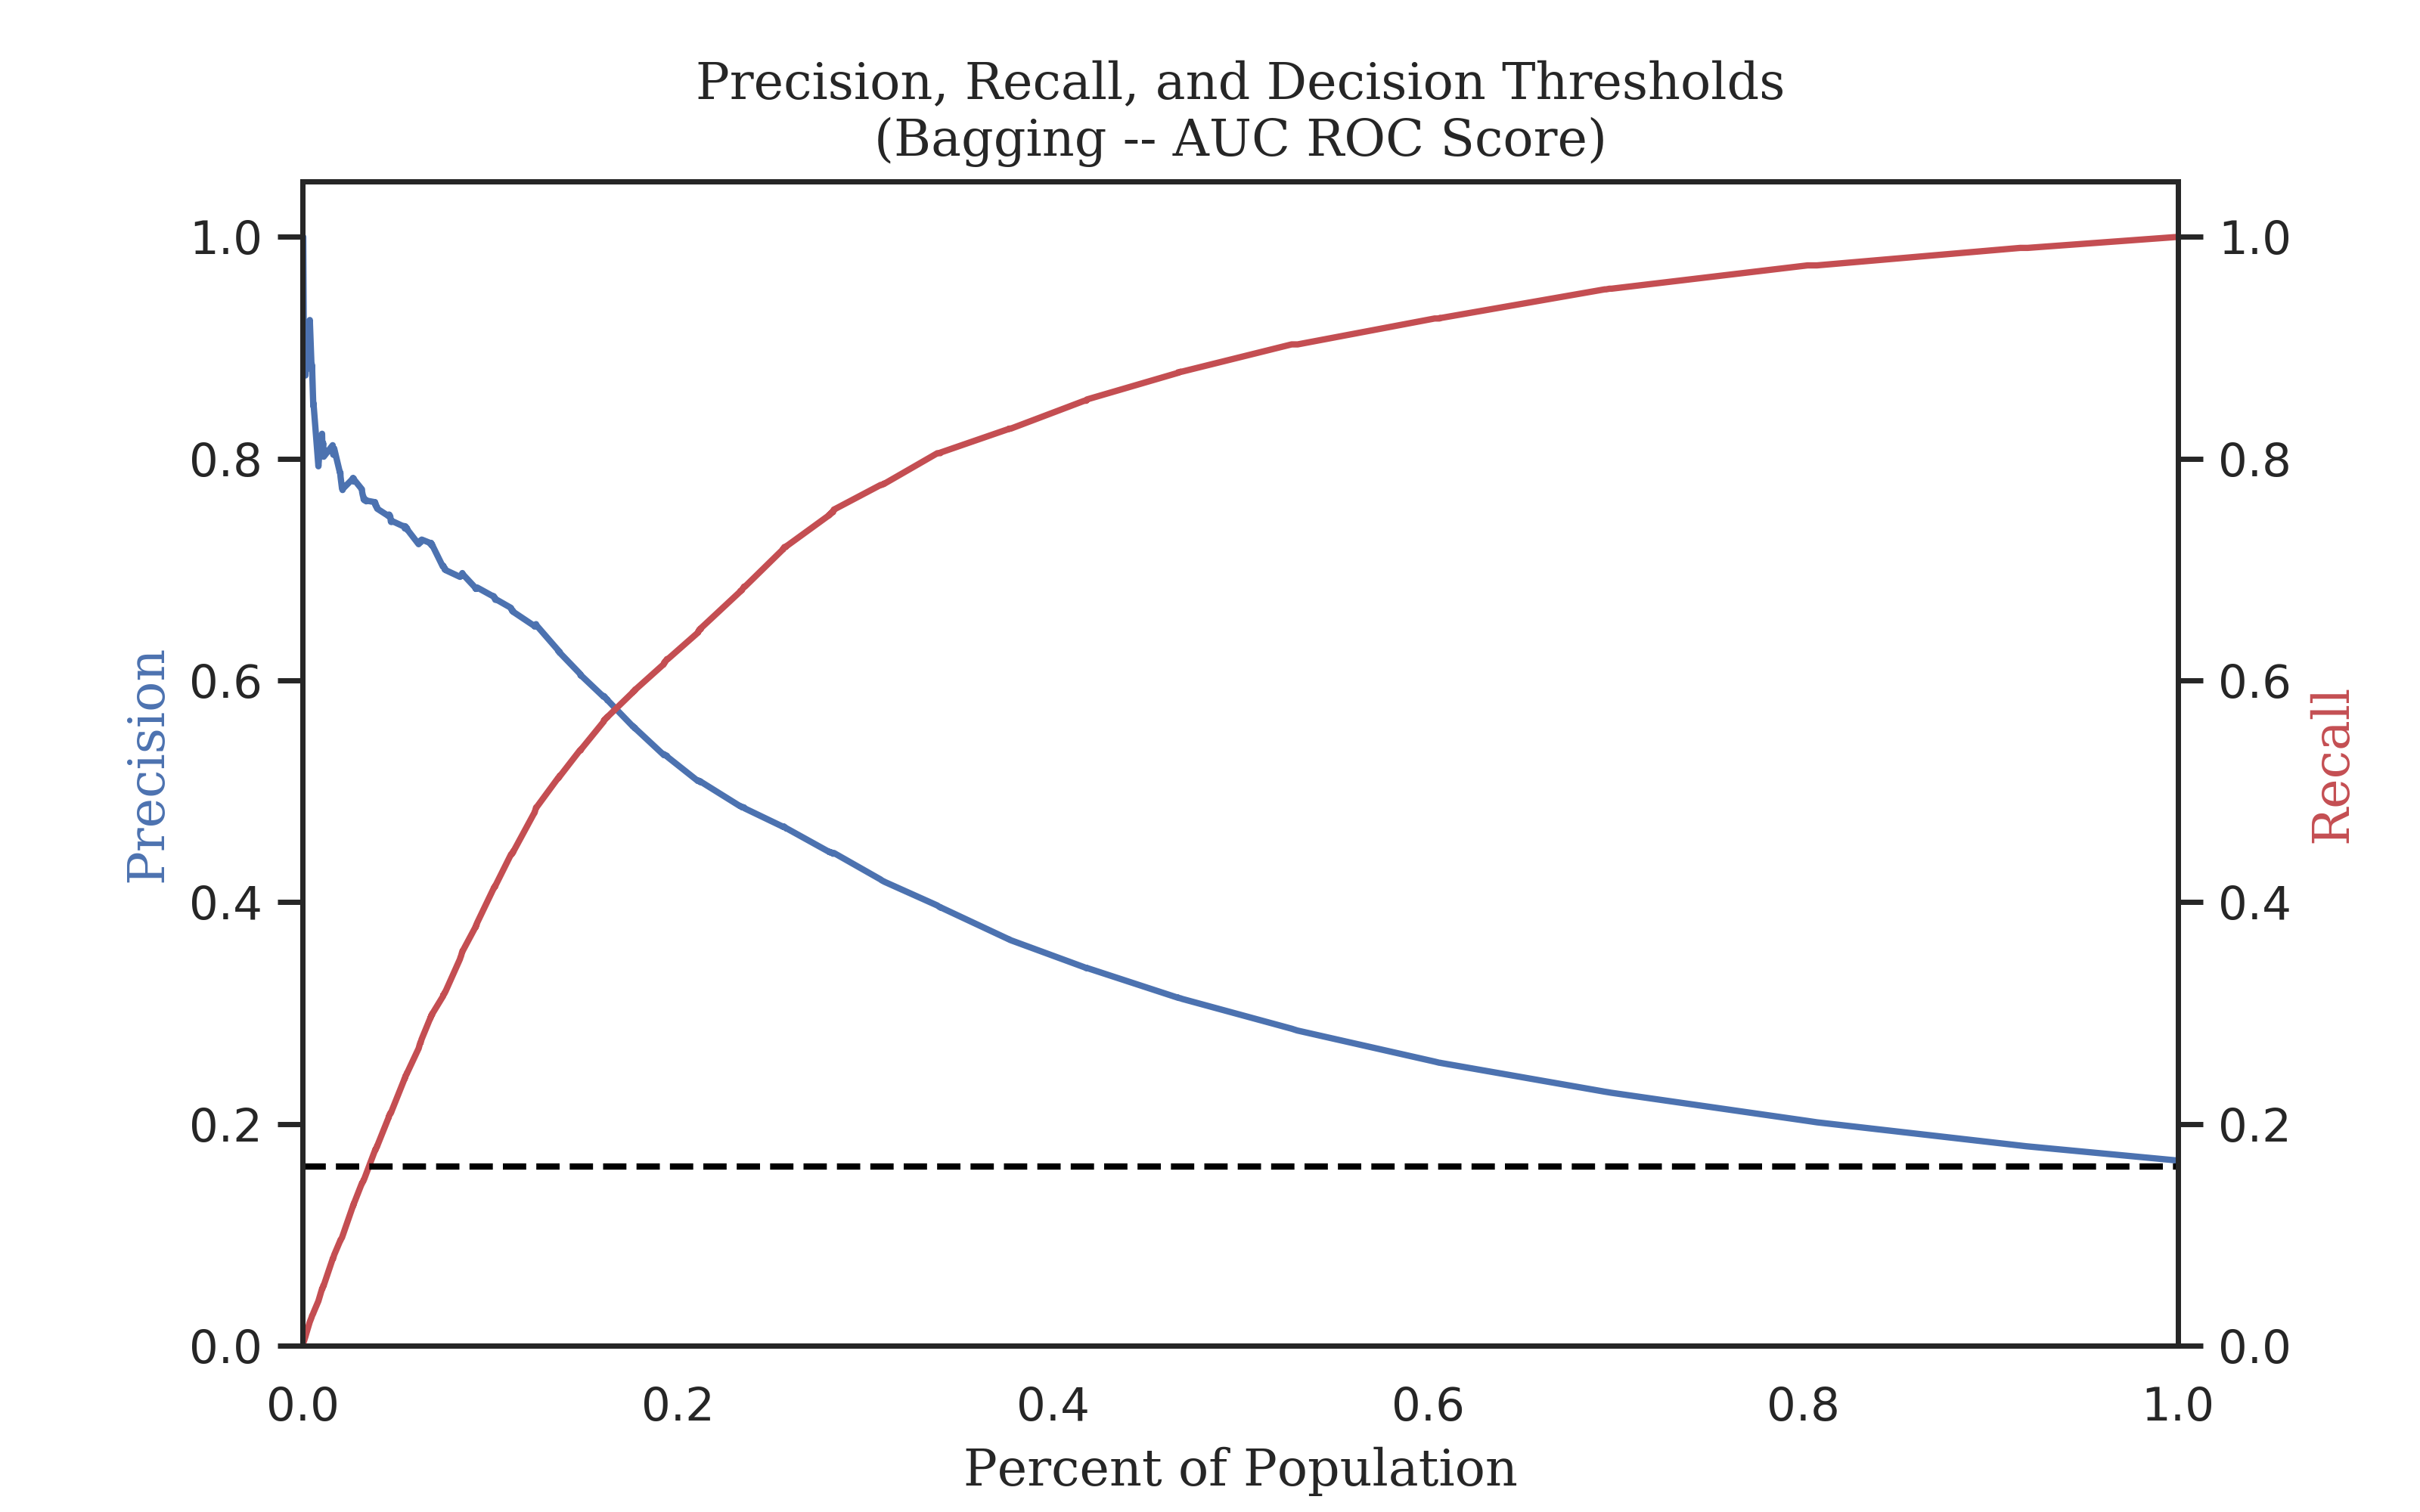 Precision, Recall, and Decision Thresholds
(Bagging -- AUC ROC Score)
1.0
0.8
0.6
0.4
0.2
0.0
Precision
1.0
0.8
0.6
0.4
0.2
0.0
Recall
0.0 0.2 0.4 0.6 0.8 1.0
Percent of Population